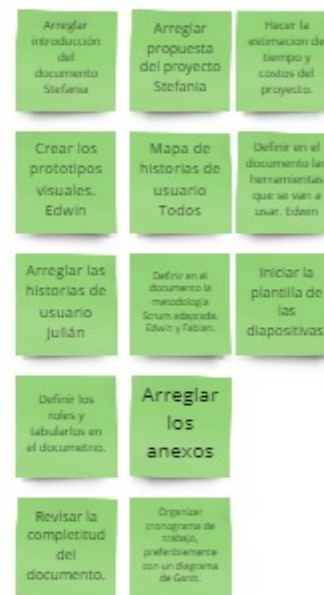 Arreglar
introducción
del
documento
Stefania
Arreglar
propuesta
del proyecto
Stefania
Hacer la
estimacion de
tiempo y
costos del
proyecto.
Crear los
prototipos
visuales.
Edwin
Mapa de
historias de
usuario
Todos
Definir en el
documento las
herramientas
que se van a
usar. Edwin
Arreglar las
historias de
usuario
Julián
Definir en el
documento la
metodología
Scrum adaptada.
Edwin y Fabian.
Iniciar la
plantilla de
las
diapositivas.
Definir los
roles y
tabularlos en
el documetno.
Arreglar
los
anexos
Revisar la
completitud
del
documento.
Organizar
cronograma de
trabajo,
preferiblemente
con un diagrama
de Gantt.